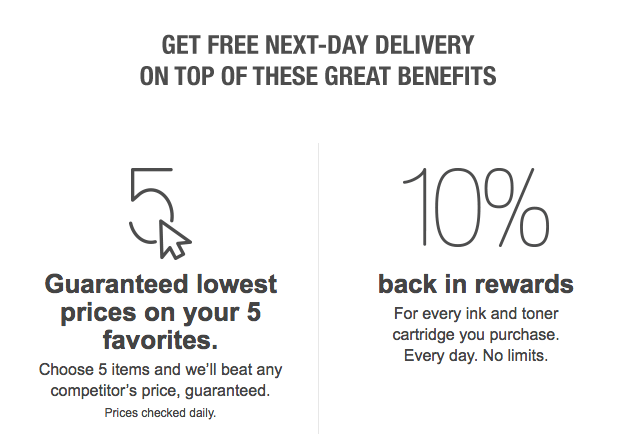 GET FREE NEXT-DAY DELIVERY
ON TOP OF THESE GREAT BENEFITS
5
Guaranteed lowest
prices on your 5
favorites.
Choose 5 items and we’ll beat any
competitor’s price, guaranteed.
Prices checked daily.
10%
back in rewards
For every ink and toner
cartridge you purchase.
Every day. No limits.